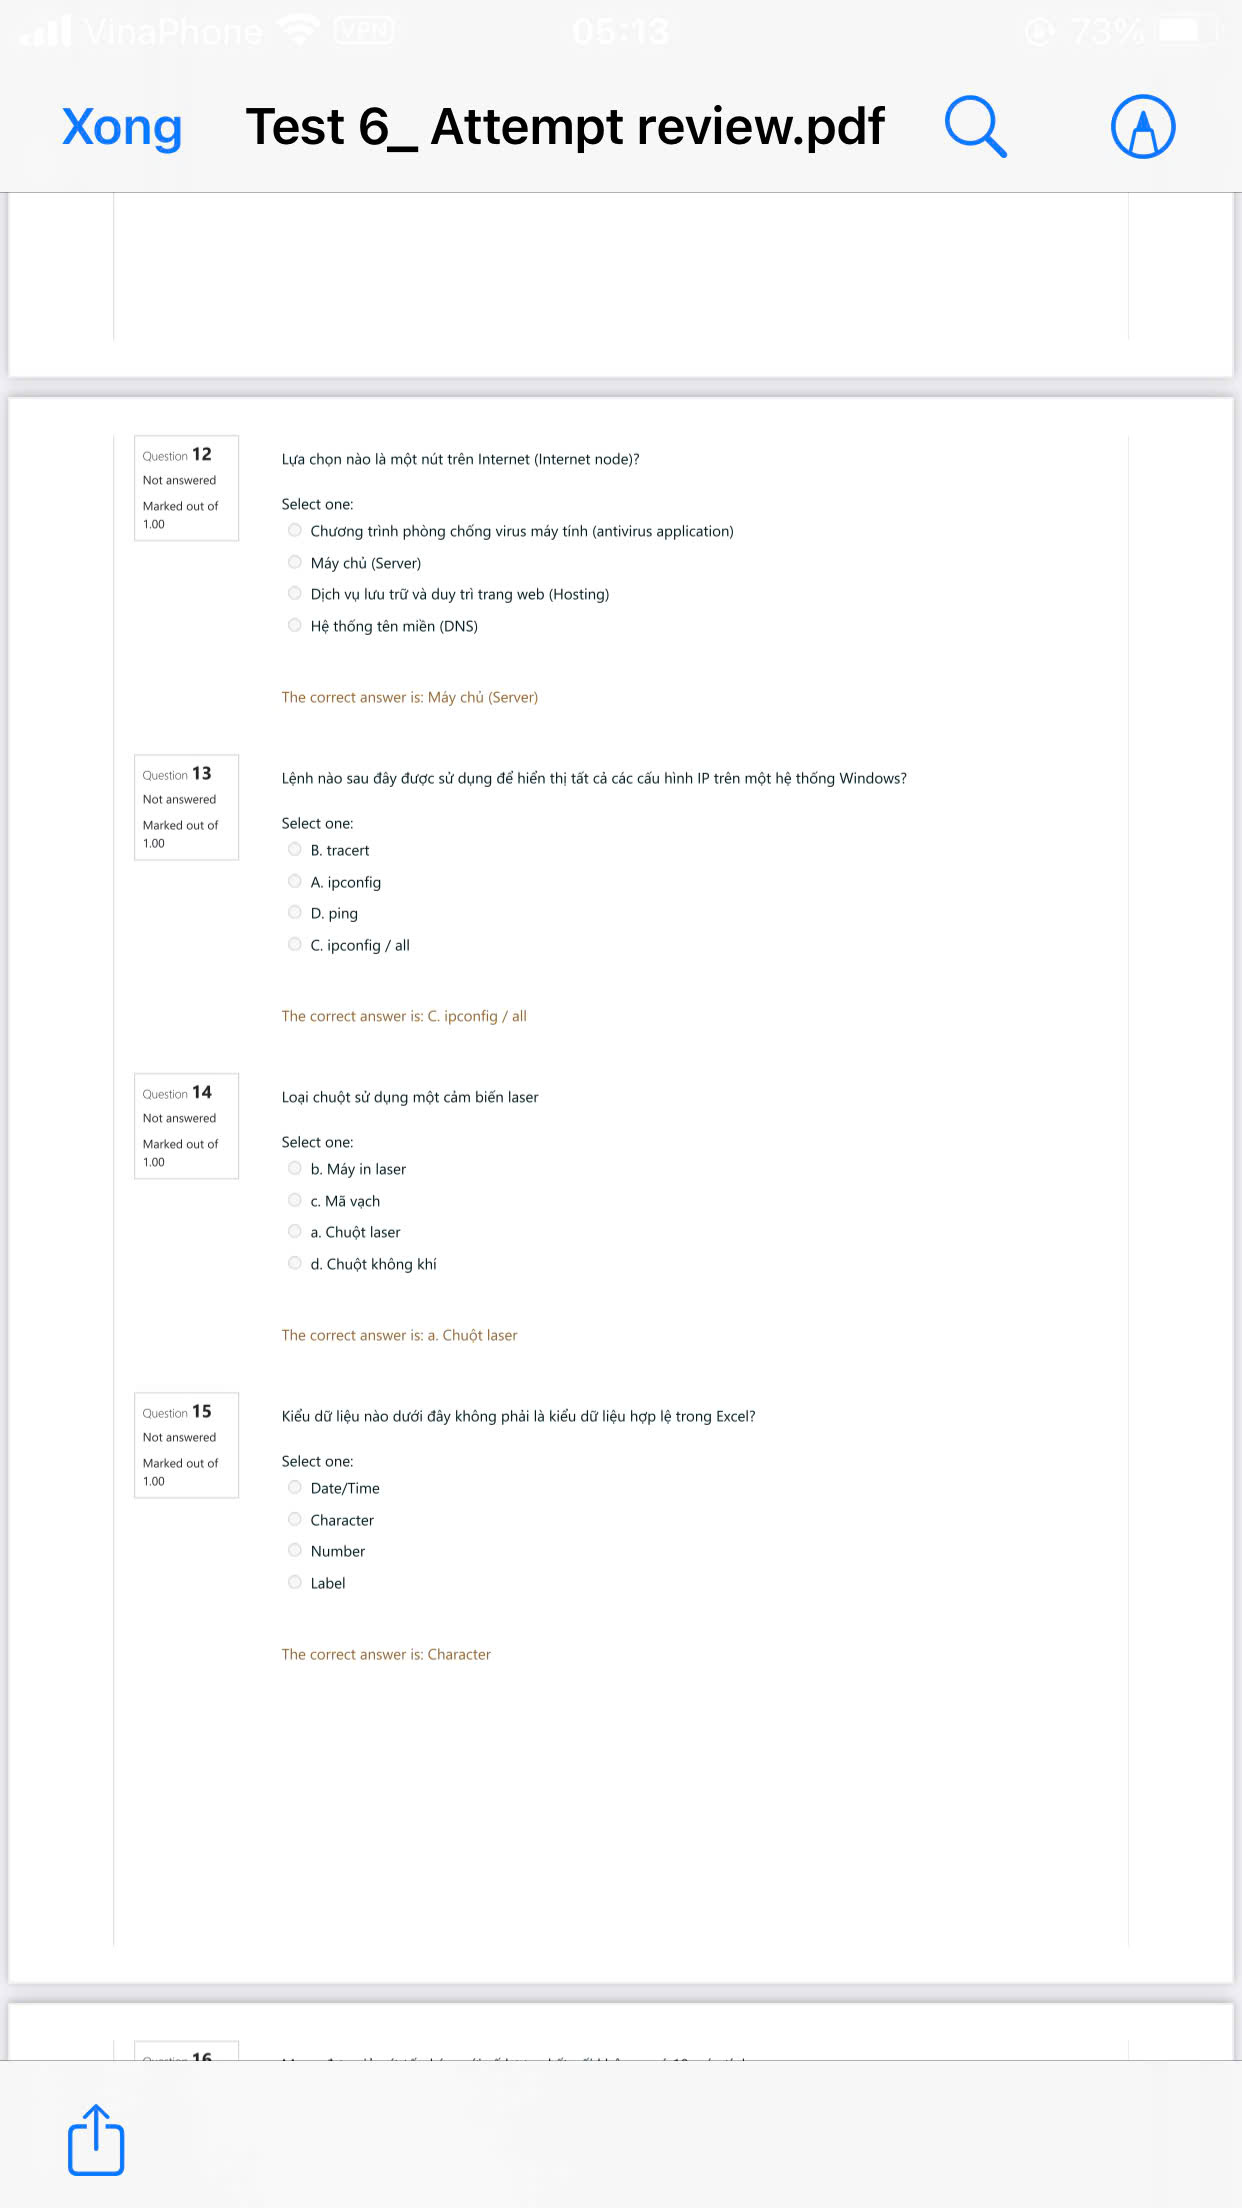 VinaPhone VPN 05:13 73%
Xong Test 6_ Attempt review.pdf
Question 12
Not answered
Marked out of
1.00
Lựa chọn nào là một nút trên Internet (Internet node)?
Select one:
Chương trình phòng chống virus máy tính (antivirus application)
Máy chủ (Server)
Dịch vụ lưu trữ và duy trì trang web (Hosting)
Hệ thống tên miền (DNS)
The correct answer is: Máy chủ (Server)
Question 13
Not answered
Marked out of
1.00
Lệnh nào sau đây được sử dụng để hiển thị tất cả các cấu hình IP trên một hệ thống Windows?
Select one:
B. tracert
A. ipconfig
D. ping
C. ipconfig / all
The correct answer is: C. ipconfig / all
Question 14
Not answered
Marked out of
1.00
Loại chuột sử dụng một cảm biến laser
Select one:
b. Máy in laser
c. Mã vạch
a. Chuột laser
d. Chuột không khí
The correct answer is: a. Chuột laser
Question 15
Not answered
Marked out of
1.00
Kiểu dữ liệu nào dưới đây không phải là kiểu dữ liệu hợp lệ trong Excel?
Select one:
Date/Time
Character
Number
Label
The correct answer is: Character
Question 16